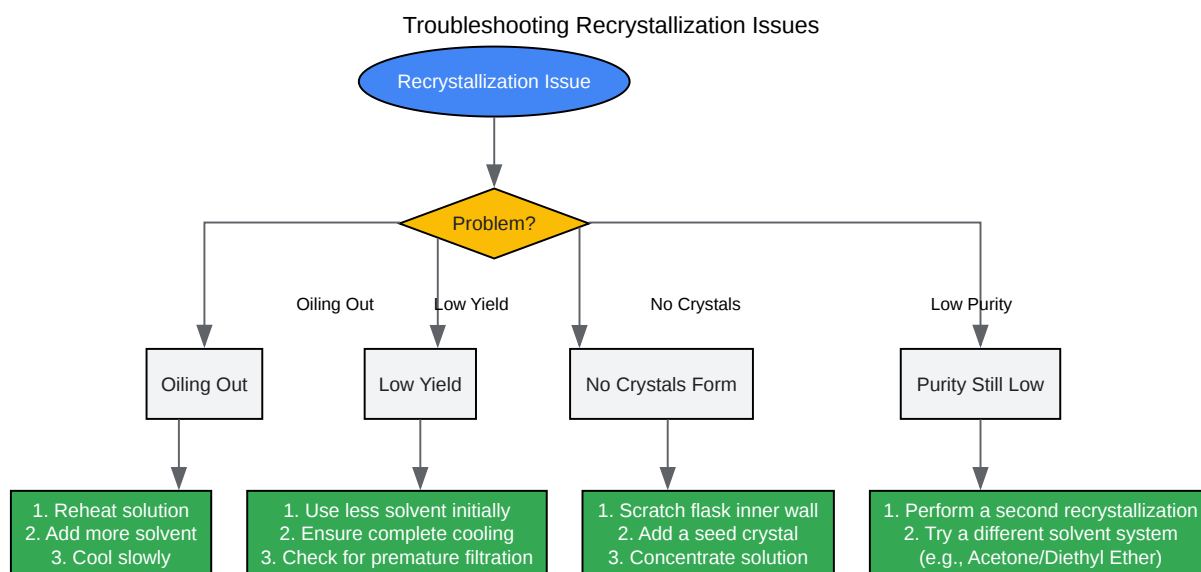 Troubleshooting Recrystallization Issues
Recrystallization Issue
Problem?
Oiling Out
Low Yield
No Crystals
Low Purity
Oiling Out
Low Yield
No Crystals Form
Purity Still Low
1. Reheat solution
2. Add more solvent
3. Cool slowly
1. Use less solvent initially
2. Ensure complete cooling
3. Check for premature filtration
1. Scratch flask inner wall
2. Add a seed crystal
3. Concentrate solution
1. Perform a second recrystallization
2. Try a different solvent system
(e.g., Acetone/Diethyl Ether)